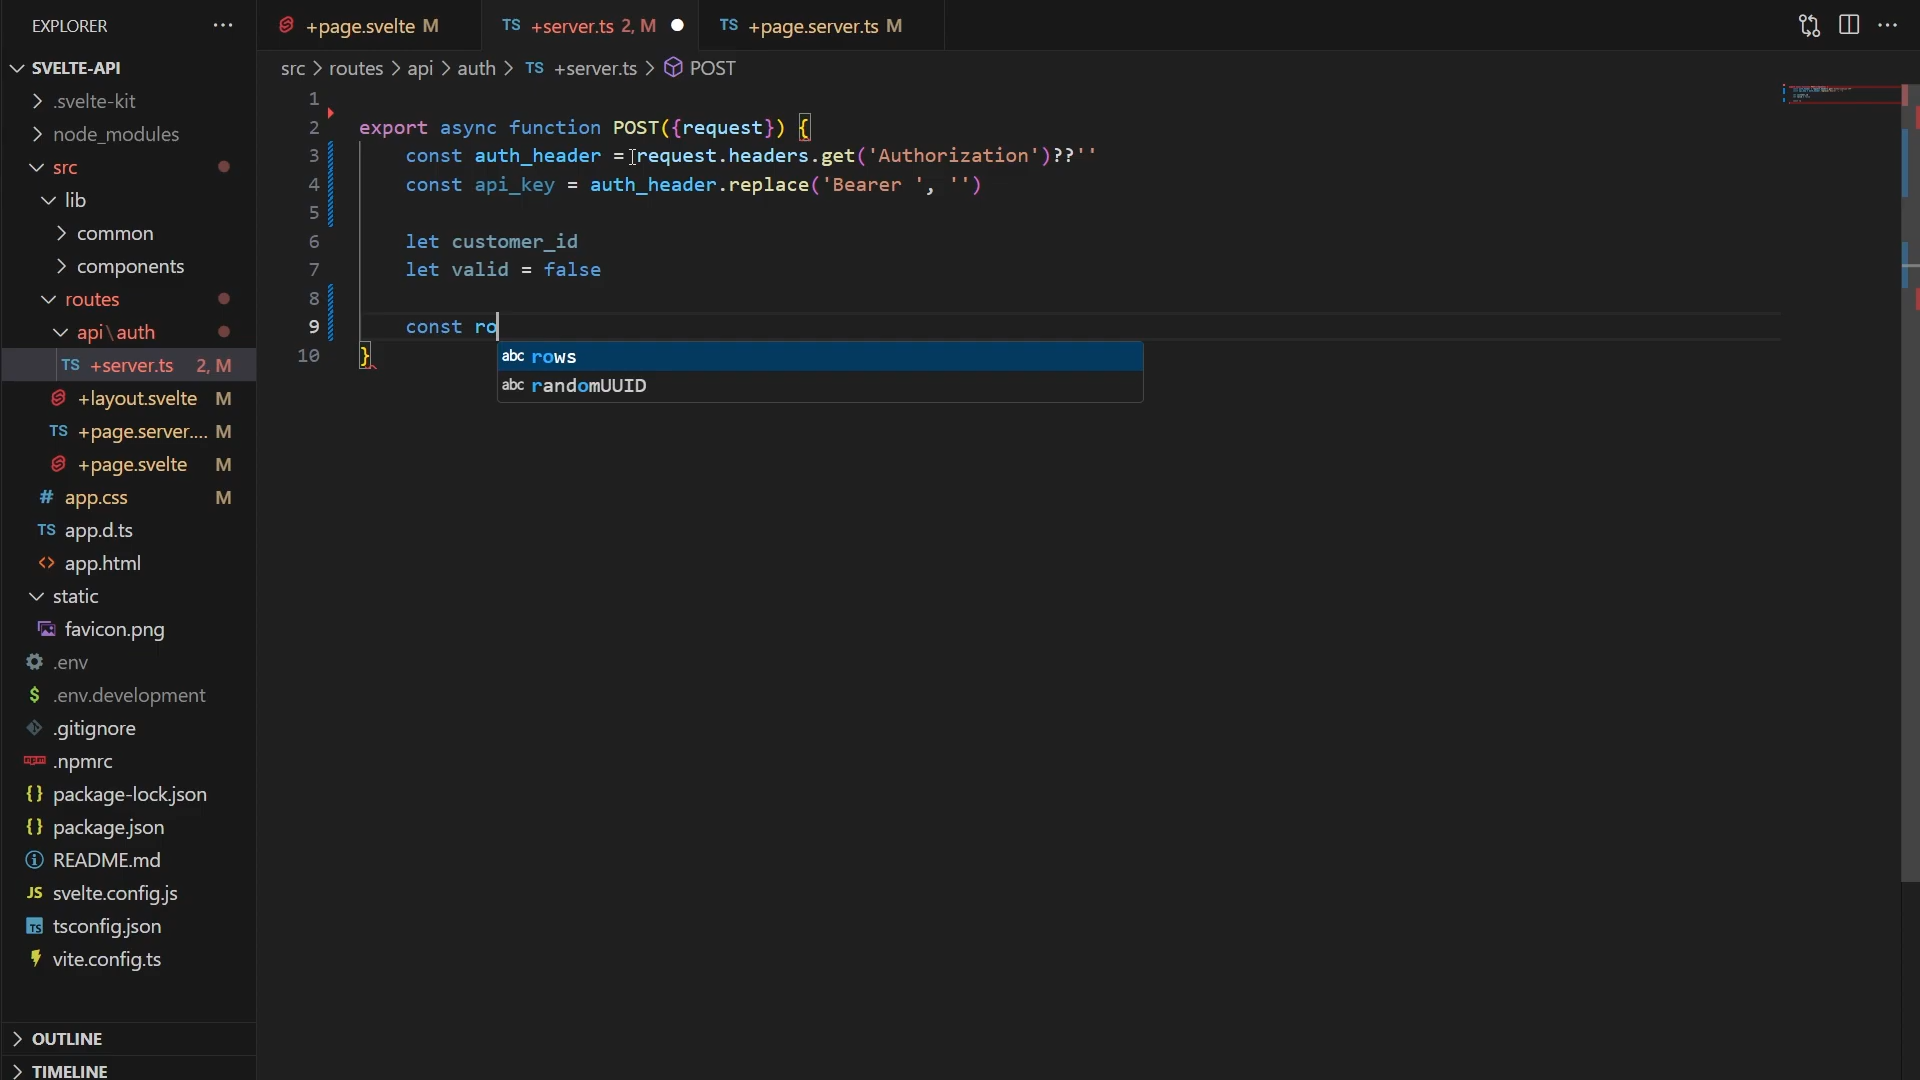 EXPLORER
SVELTE-API
.svelte-kit
node_modules
src
lib
common
components
routes
api\auth
TS +server.ts 2, M
+layout.svelte M
TS +page.server.... M
+page.svelte M
# app.css M
TS app.d.ts
<> app.html
static
favicon.png
.env
$ .env.development
.gitignore
npm .npmrc
{} package-lock.json
{} package.json
README.md
JS svelte.config.js
TS tsconfig.json
vite.config.ts
OUTLINE
TIMELINE
+page.svelte M
TS +server.ts 2, M
TS +page.server.ts M
src > routes > api > auth > TS +server.ts > POST
1
2 export async function POST({request}) {
3 const auth_header = request.headers.get('Authorization')??''
4 const api_key = auth_header.replace('Bearer ', '')
5
6 let customer_id
7 let valid = false
8
9 const ro
10 }
abc rows
abc randomUUID